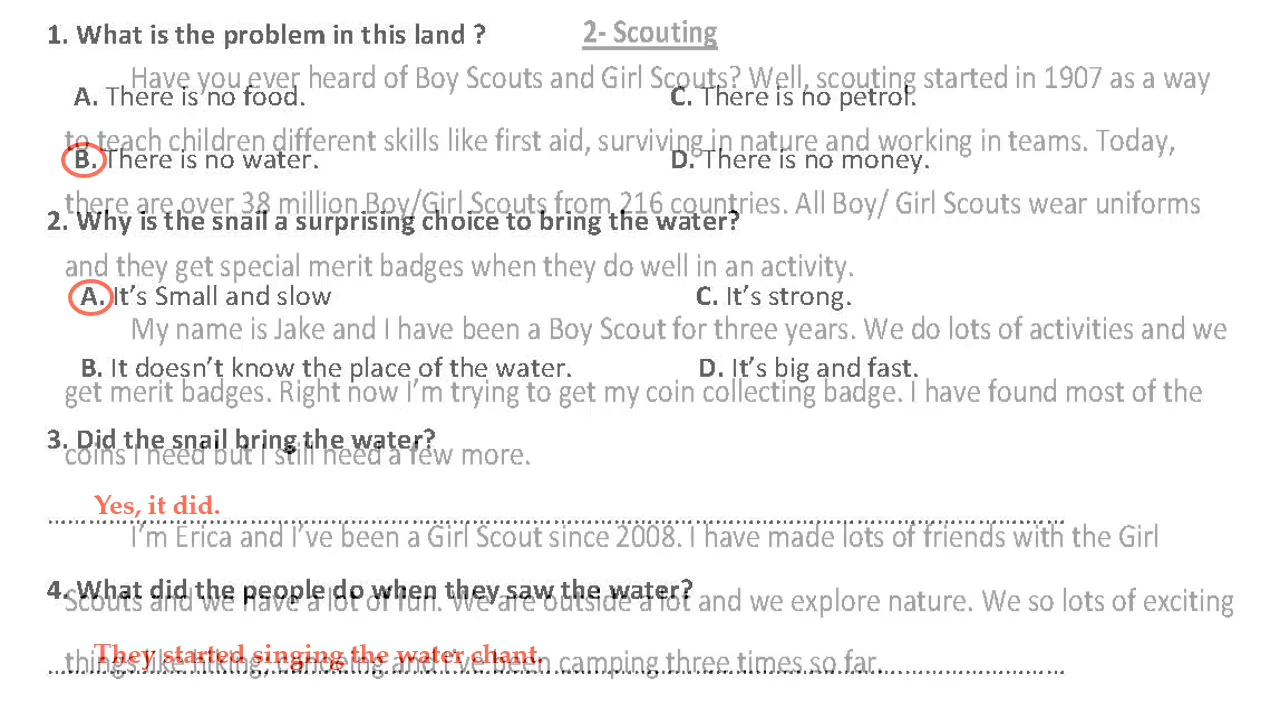 1. What is the problem in this land ?
A. There is no food.
C. There is no petrol.
B. There is no water.
D. There is no money.
2. Why is the snail a surprising choice to bring the water?
A. It's Small and slow
C. It's strong.
B. It doesn't know the place of the water.
D. It's big and fast.
3. Did the snail bring the water?
Yes, it did.
4. What did the people do when they saw the water?
They started singing the water chant.
2- Scouting
Have you ever heard of Boy Scouts and Girl Scouts? Well, scouting started in 1907 as a way
to teach children different skills like first aid, surviving in nature and working in teams. Today,
there are over 38 million Boy/Girl Scouts from 216 countries. All Boy/ Girl Scouts wear uniforms
and they get special merit badges when they do well in an activity.
My name is Jake and I have been a Boy Scout for three years. We do lots of activities and we
get merit badges. Right now I'm trying to get my coin collecting badge. I have found most of the
coins I need but I still need a few more.
I'm Erica and I've been a Girl Scout since 2008. I have made lots of friends with the Girl
Scouts and we have a lot of fun. We are outside a lot and we explore nature. We so lots of exciting
things like hiking, canoeing and I've been camping three times so far.